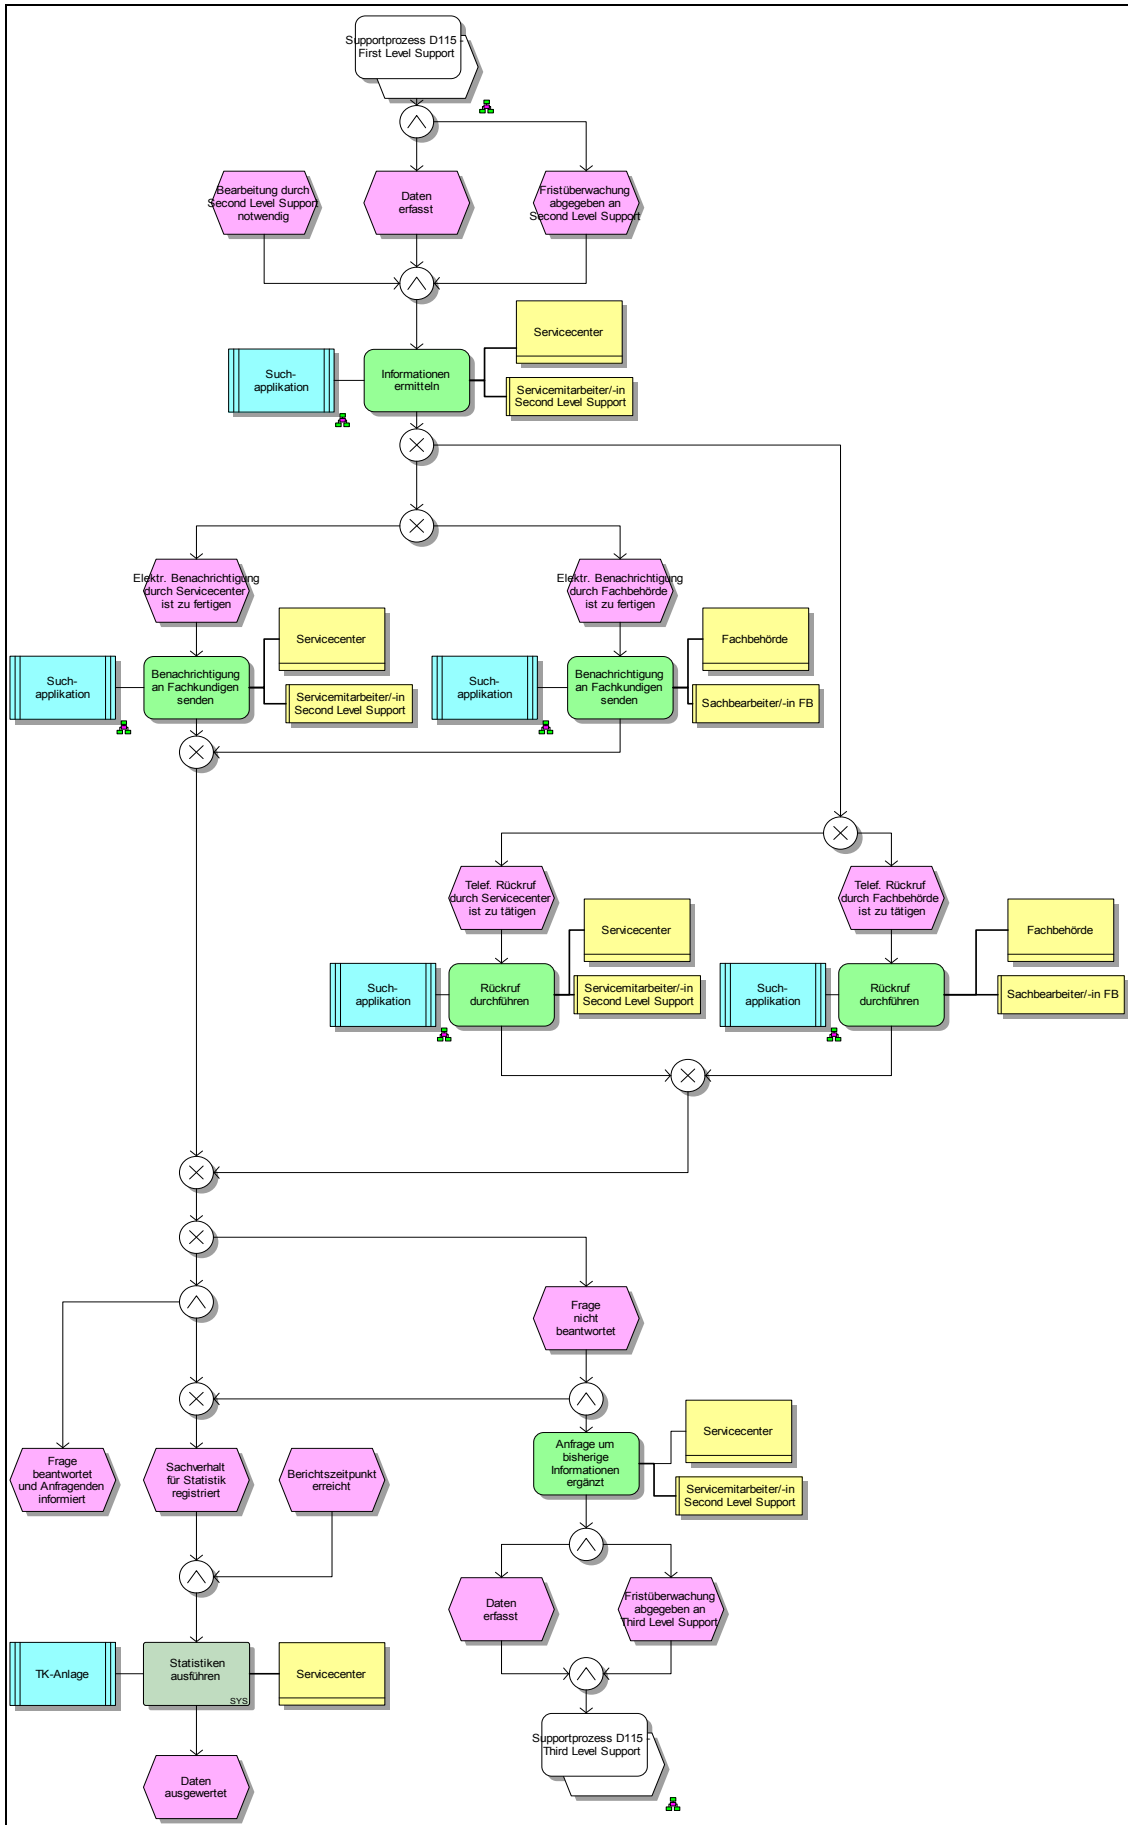 Supportprozess D115 -
First Level Support
Bearbeitung durch
Second Level Support
notwendig
Daten
erfasst
Fristüberwachung
abgegeben an
Second Level Support
Servicecenter
Such-
applikation
Informationen
ermitteln
Servicemitarbeiter/-in
Second Level Support
Elektr. Benachrichtigung
durch Servicecenter
ist zu fertigen
Elektr. Benachrichtigung
durch Fachbehörde
ist zu fertigen
Servicecenter
Fachbehörde
Such-
applikation
Benachrichtigung
an Fachkundigen
senden
Servicemitarbeiter/-in
Second Level Support
Such-
applikation
Benachrichtigung
an Fachkundigen
senden
Sachbearbeiter/-in FB
Telef. Rückruf
durch Servicecenter
ist zu tätigen
Telef. Rückruf
durch Fachbehörde
ist zu tätigen
Servicecenter
Fachbehörde
Such-
applikation
Rückruf
durchführen
Servicemitarbeiter/-in
Second Level Support
Such-
applikation
Rückruf
durchführen
Sachbearbeiter/-in FB
Frage
nicht
beantwortet
Frage
beantwortet
und Anfragenden
informiert
Sachverhalt
für Statistik
registriert
Berichtszeitpunkt
erreicht
Anfrage um
bisherige
Informationen
ergänzt
Servicecenter
Servicemitarbeiter/-in
Second Level Support
Daten
erfasst
Fristüberwachung
abgegeben an
Third Level Support
TK-Anlage
Statistiken
ausführen
SYS
Servicecenter
Supportprozess D115 -
Third Level Support
Daten
ausgewertet